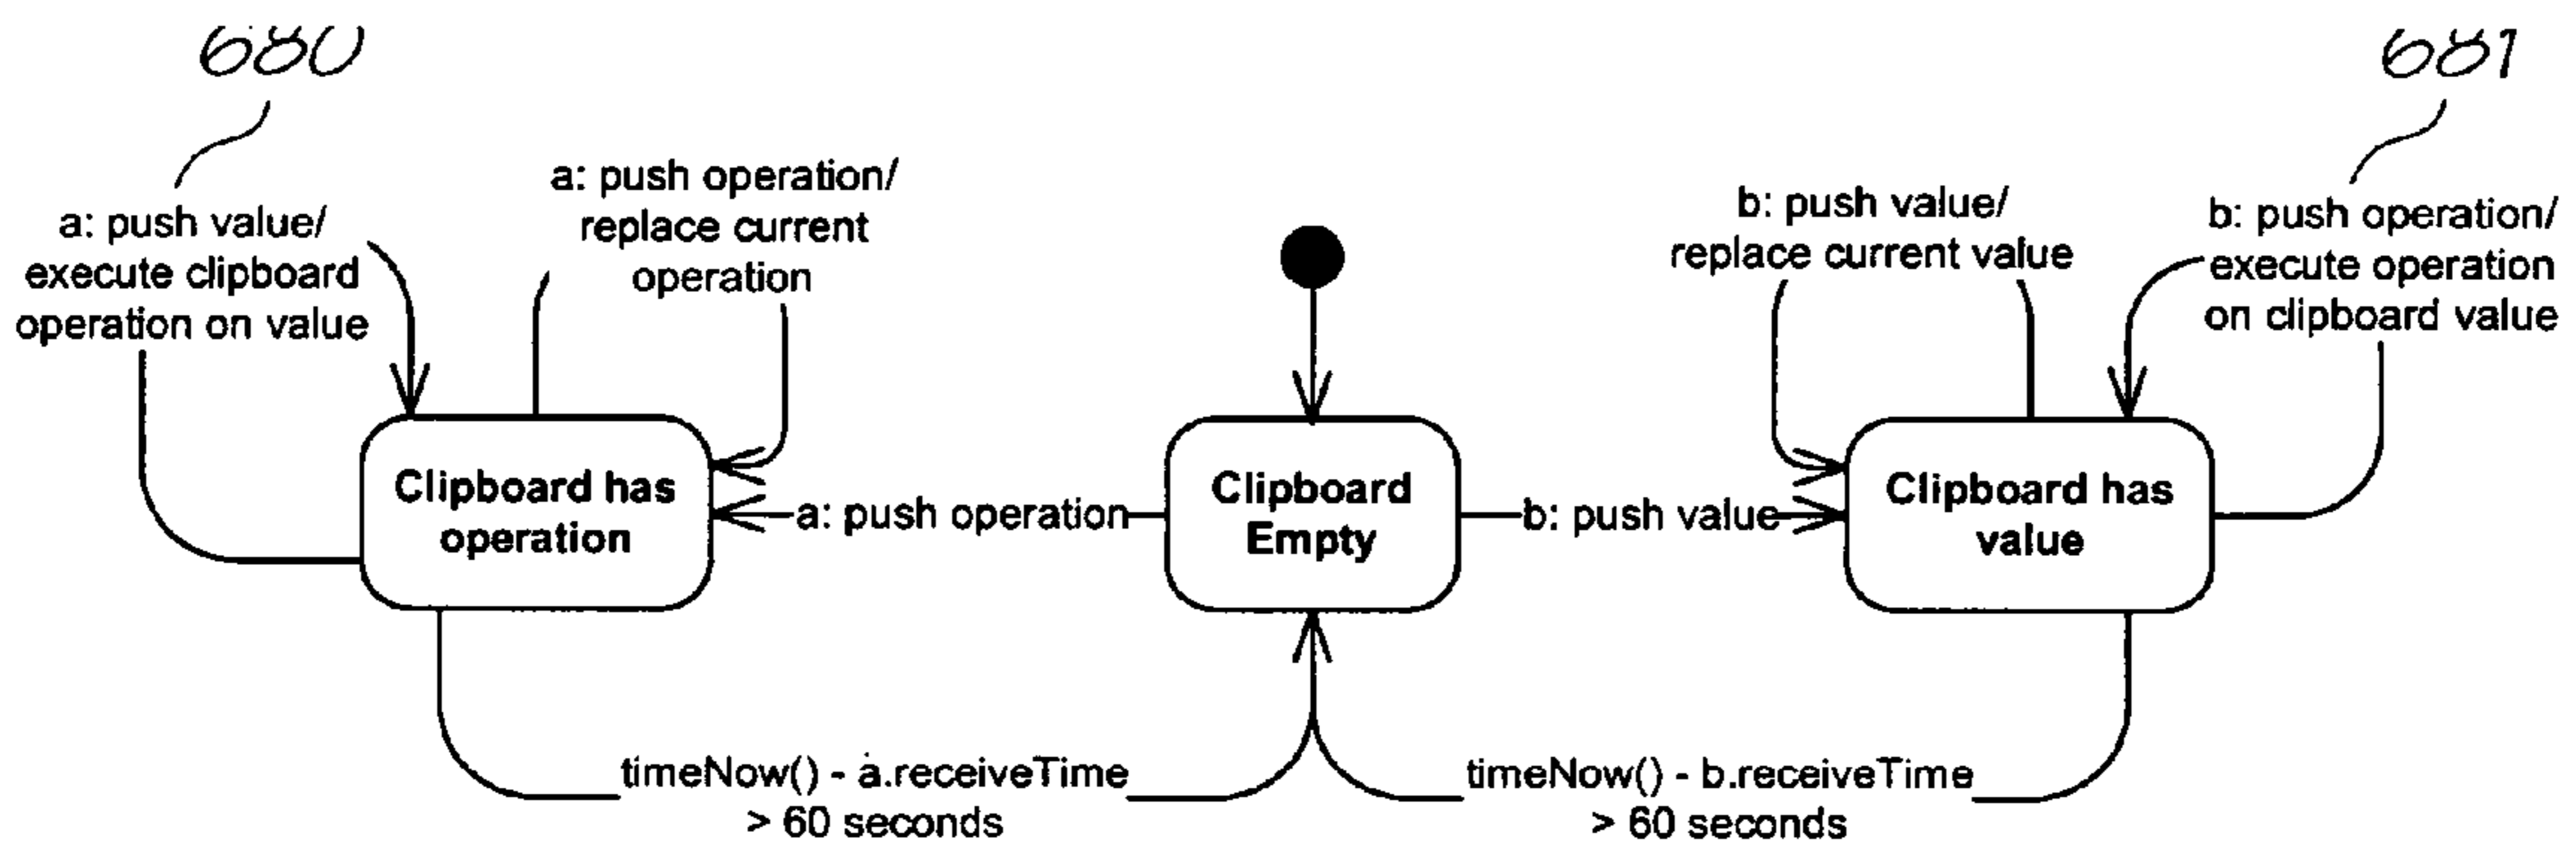 680
681
a: push value/
execute clipboard
operation on value
a: push operation/
replace current
operation
b: push value/
replace current value
b: push operation/
execute operation
on clipboard value
Clipboard has
operation
a: push operation
Clipboard
Empty
b: push value
Clipboard has
value
timeNow() - a.receiveTime
> 60 seconds
timeNow() - b.receiveTime
> 60 seconds